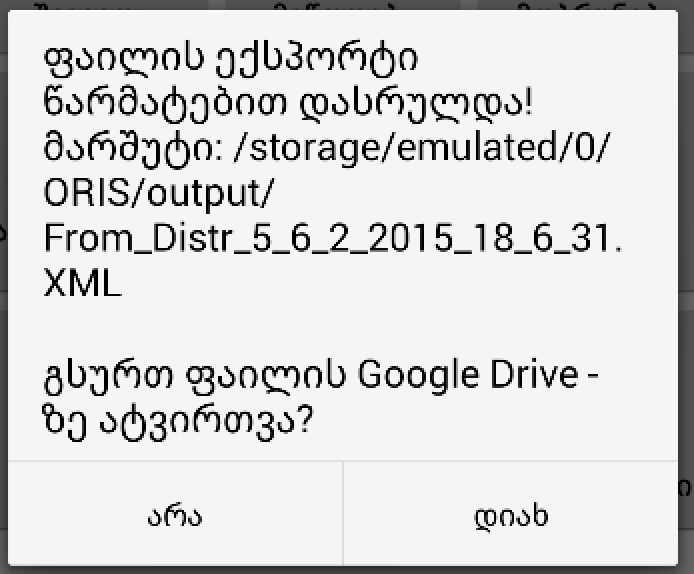 ფაილის ექსპორტი
წარმატებით დასრულდა!
მარშუტი: /storage/emulated/0/
ORIS/output/
From_Distr_5_6_2_2015_18_6_31.
XML
გსურთ ფაილის Google Drive -
ზე ატვირთვა?
არა
დიახ